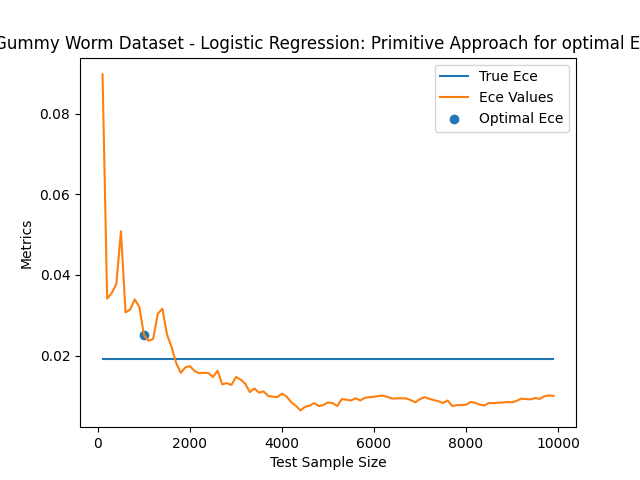 Gummy Worm Dataset - Logistic Regression: Primitive Approach for optimal E
True Ece
Ece Values
Optimal Ece
Metrics
0.08
0.06
0.04
0.02
0 2000 4000 6000 8000 10000
Test Sample Size